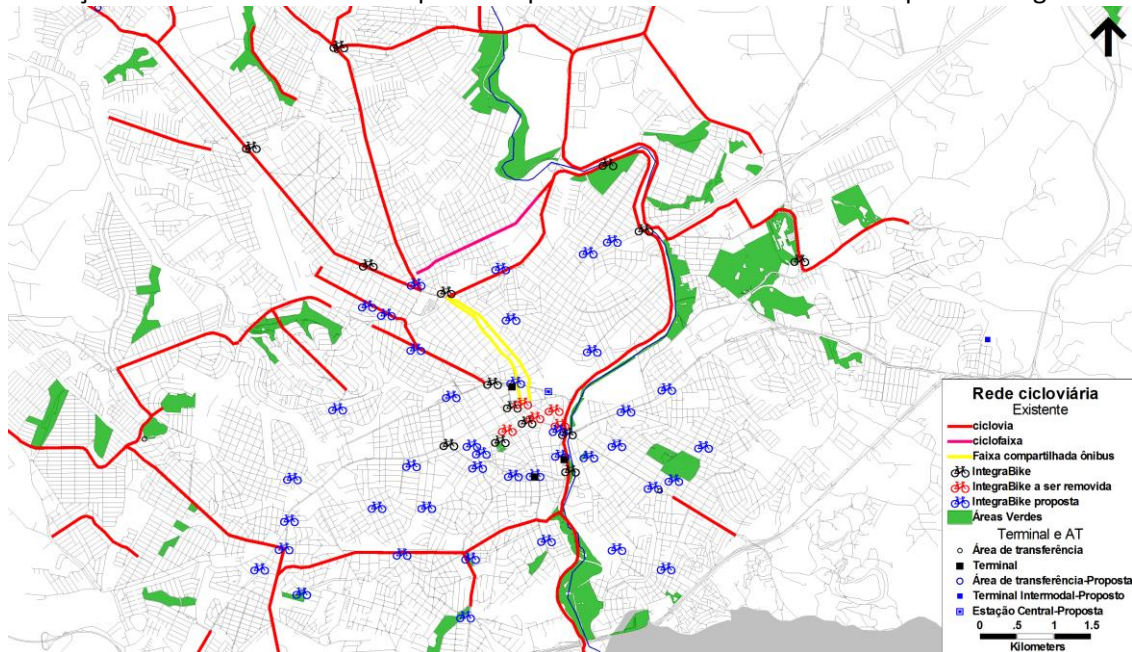 Rede cicloviária
Existente
ciclovia
ciclofaixa
Faixa compartilhada ônibus
IntegraBike
IntegraBike a ser removida
IntegraBike proposta
Áreas Verdes
Terminal e AT
Área de transferência
Terminal
Área de transferência-Proposta
Terminal Intermodal-Proposto
Estação Central-Proposta
0 .5 1 1.5
Kilometers